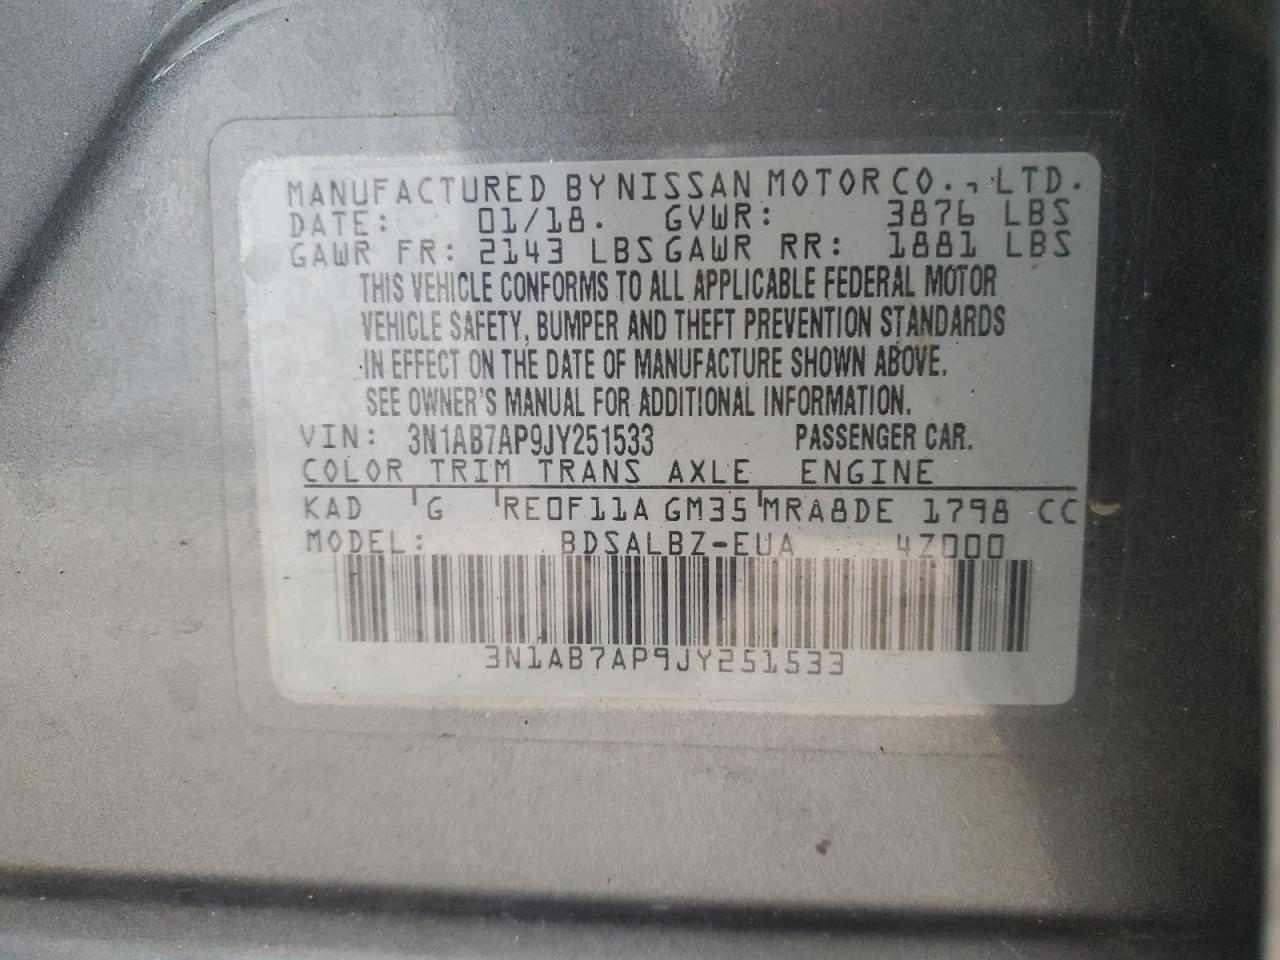 MANUFACTURED BY NISSAN MOTOR CO., LTD.
DATE: 01/18. GVWR: 3876 LBS
GAWR FR: 2143 LBS GAWR RR: 1881 LBS
THIS VEHICLE CONFORMS TO ALL APPLICABLE FEDERAL MOTOR
VEHICLE SAFETY, BUMPER AND THEFT PREVENTION STANDARDS
IN EFFECT ON THE DATE OF MANUFACTURE SHOWN ABOVE.
SEE OWNER'S MANUAL FOR ADDITIONAL INFORMATION.
VIN: 3N1AB7AP9JY251533 PASSENGER CAR.
COLOR TRIM TRANS AXLE ENGINE
KAD G RE0F11A GM35 MRA8DE 1798 CC
MODEL: BDSALBZ-EUA 4Z000
3N1AB7AP9JY251533